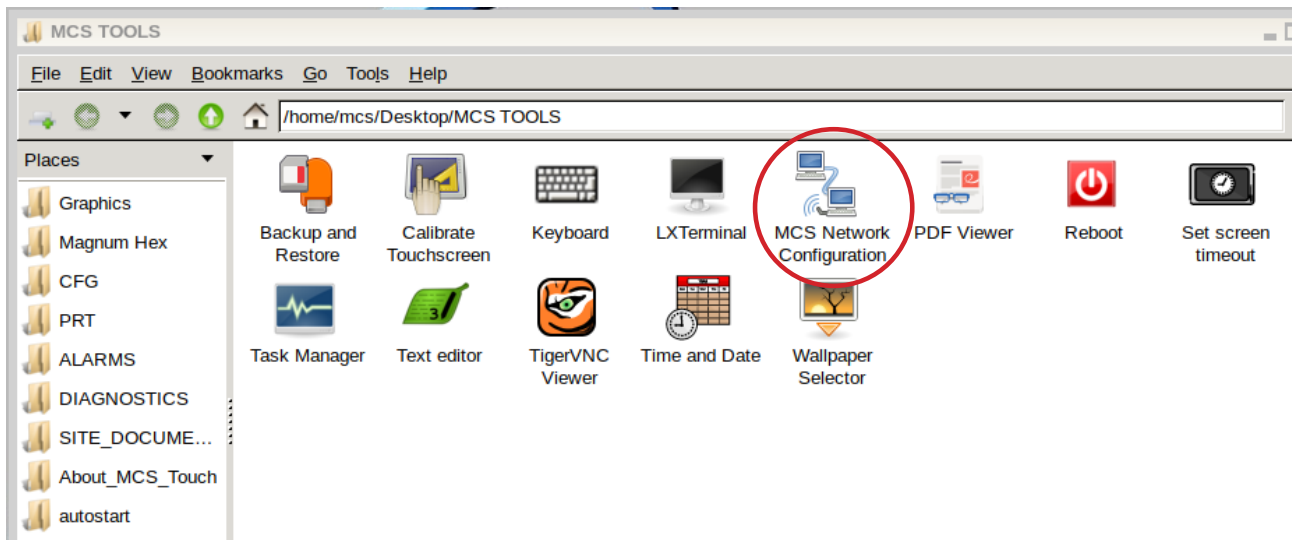 MCS TOOLS
File Edit View Bookmarks Go Tools Help
/home/mcs/Desktop/MCS TOOLS
Places
Graphics
Magnum Hex
CFG
PRT
ALARMS
DIAGNOSTICS
SITE_DOCUME...
About_MCS_Touch
autostart
Backup and
Restore
Calibrate
Touchscreen
Keyboard
LXTerminal
MCS Network
Configuration
PDF Viewer
Reboot
Set screen
timeout
Task Manager
Text editor
3
TigerVNC
Viewer
Time and Date
Wallpaper
Selector